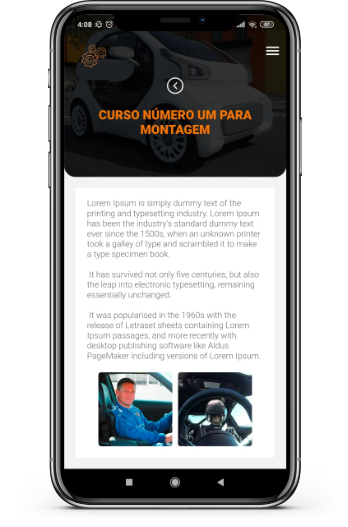 4:08
37
CURSO NÚMERO UM PARA
MONTAGEM
Lorem Ipsum is simply dummy text of the
printing and typesetting industry. Lorem Ipsum
has been the industry's standard dummy text
ever since the 1500s, when an unknown printer
took a galley of type and scrambled it to make
a type specimen book.
It has survived not only five centuries, but also
the leap into electronic typesetting, remaining
essentially unchanged.
It was popularised in the 1960s with the
release of Letraset sheets containing Lorem
Ipsum passages, and more recently with
desktop publishing software like Aldus
PageMaker including versions of Lorem Ipsum.